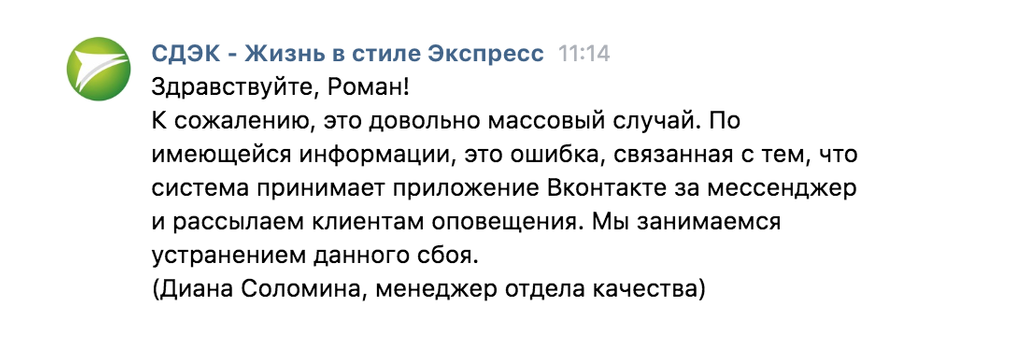 СДЭК - Жизнь в стиле Экспресс 11:14
Здравствуйте, Роман!
К сожалению, это довольно массовый случай. По
имеющейся информации, это ошибка, связанная с тем, что
система принимает приложение Вконтакте за мессенджер
и рассылаем клиентам оповещения. Мы занимаемся
устранением данного сбоя.
(Диана Соломина, менеджер отдела качества)